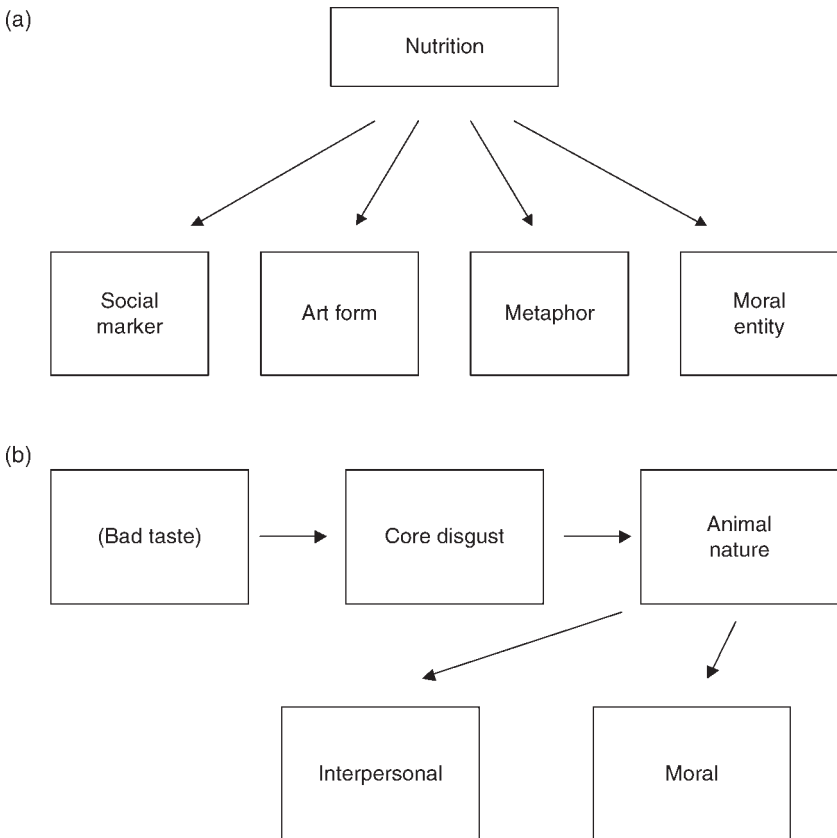 (a)
Nutrition
Social
marker
Art form
Metaphor
Moral
entity
(b)
(Bad taste)
Core disgust
Animal
nature
Interpersonal
Moral